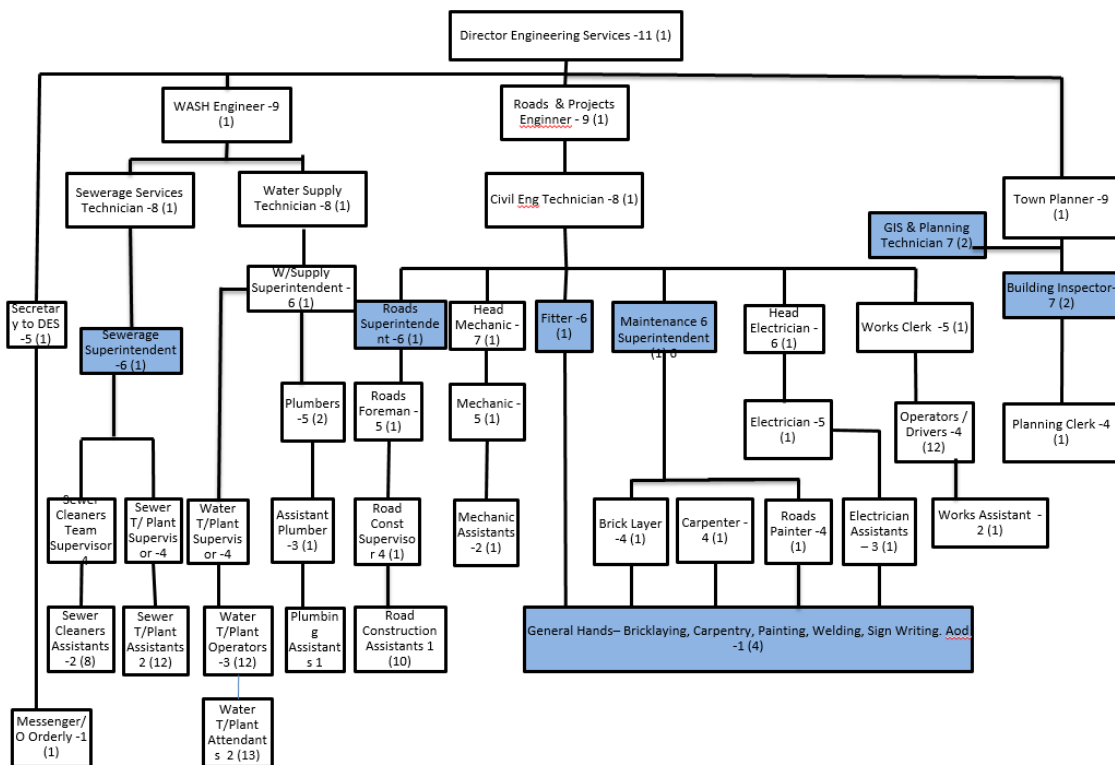 Director Engineering Services -11 (1)
WASH Engineer -9
(1)
Roads & Projects
Enginner - 9 (1)
Sewerage Services
Technician -8 (1)
Water Supply
Technician -8 (1)
Civil Eng Technician -8 (1)
Town Planner -9
(1)
GIS & Planning
Technician 7 (2)
Secretar
y to DES
-5 (1)
Sewerage
Superintendent
-6 (1)
W/Supply
Superintendent -
6 (1)
Roads
Superintende
nt -6 (1)
Head
Mechanic -
7 (1)
Fitter -6
(1)
Maintenance 6
Superintendent
(1) 6
Head
Electrician -
6 (1)
Works Clerk -5 (1)
Building Inspector-
7 (2)
Plumbers
-5 (2)
Roads
Foreman -
5 (1)
Mechanic -
5 (1)
Electrician -5
(1)
Operators /
Drivers -4
(12)
Planning Clerk -4
(1)
Sewer
Cleaners
Team
Supervisor
4
Sewer
T/ Plant
Supervis
or -4
Water
T/Plant
Supervis
or -4
Assistant
Plumber
-3 (1)
Road
Const
Superviso
r 4 (1)
Mechanic
Assistants
-2 (1)
Brick Layer
-4 (1)
Carpenter -
4 (1)
Roads
Painter -4
(1)
Electrician
Assistants
– 3 (1)
Works Assistant -
2 (1)
Sewer
Cleaners
Assistants
-2 (8)
Sewer
T/Plant
Assistants
2 (12)
Water
T/Plant
Operators
-3 (12)
Plumbin
g
Assistan
ts 1
Road
Construction
Assistants 1
(10)
General Hands– Bricklaying, Carpentry, Painting, Welding, Sign Writing. Aod.
-1 (4)
Messenger/
O Orderly -1
(1)
Water
T/Plant
Attendan
ts 2 (13)